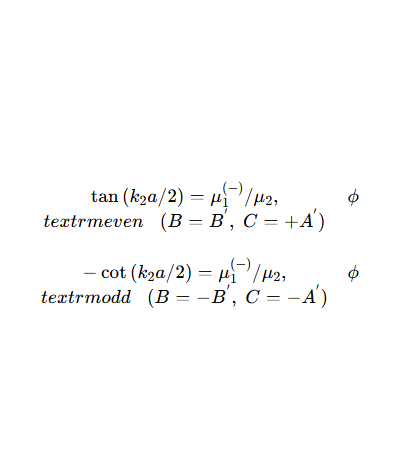 tan (k₂a/2) = μ₁⁽⁻⁾/μ₂, ϕ
textrmeven (B = B′, C = +A′)
− cot (k₂a/2) = μ₁⁽⁻⁾/μ₂, ϕ
textrmodd (B = −B′, C = −A′)